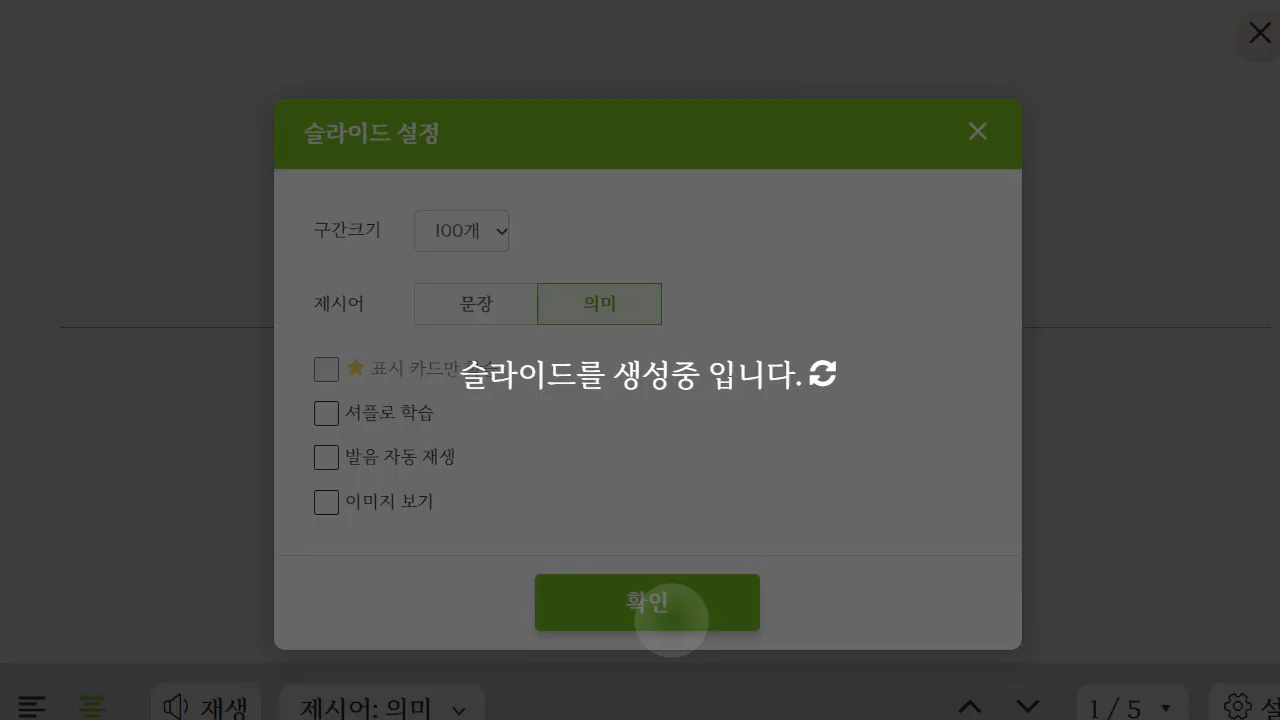 슬라이드 설정
구간크기
100개
제시어
문장
의미
표시 카드만
슬라이드를 생성중 입니다.
셔플로 학습
발음 자동 재생
이미지 보기
확인
재생
제시어: 의미
1 / 5